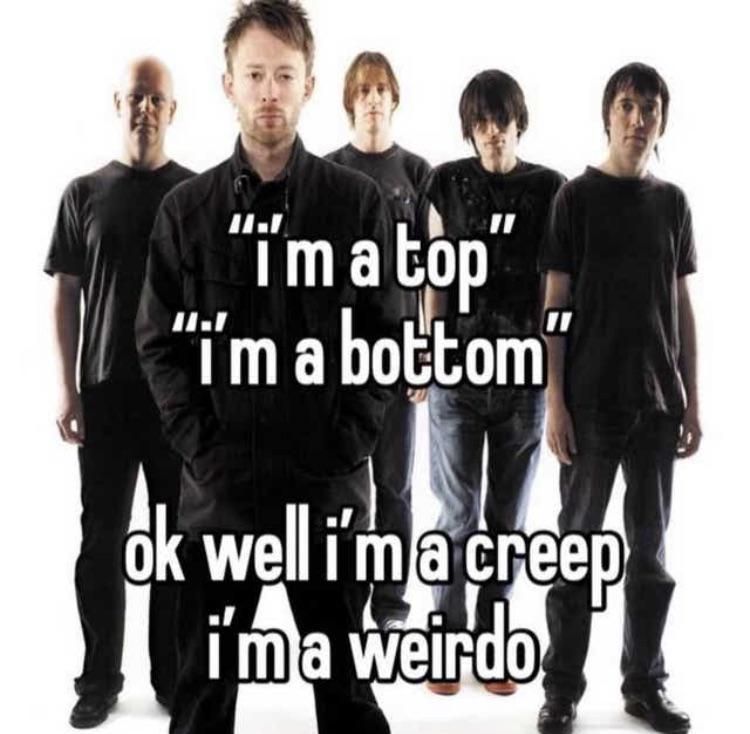 “i’m a top”
“i’m a bottom”
ok well i’m a creep
i’m a weirdo